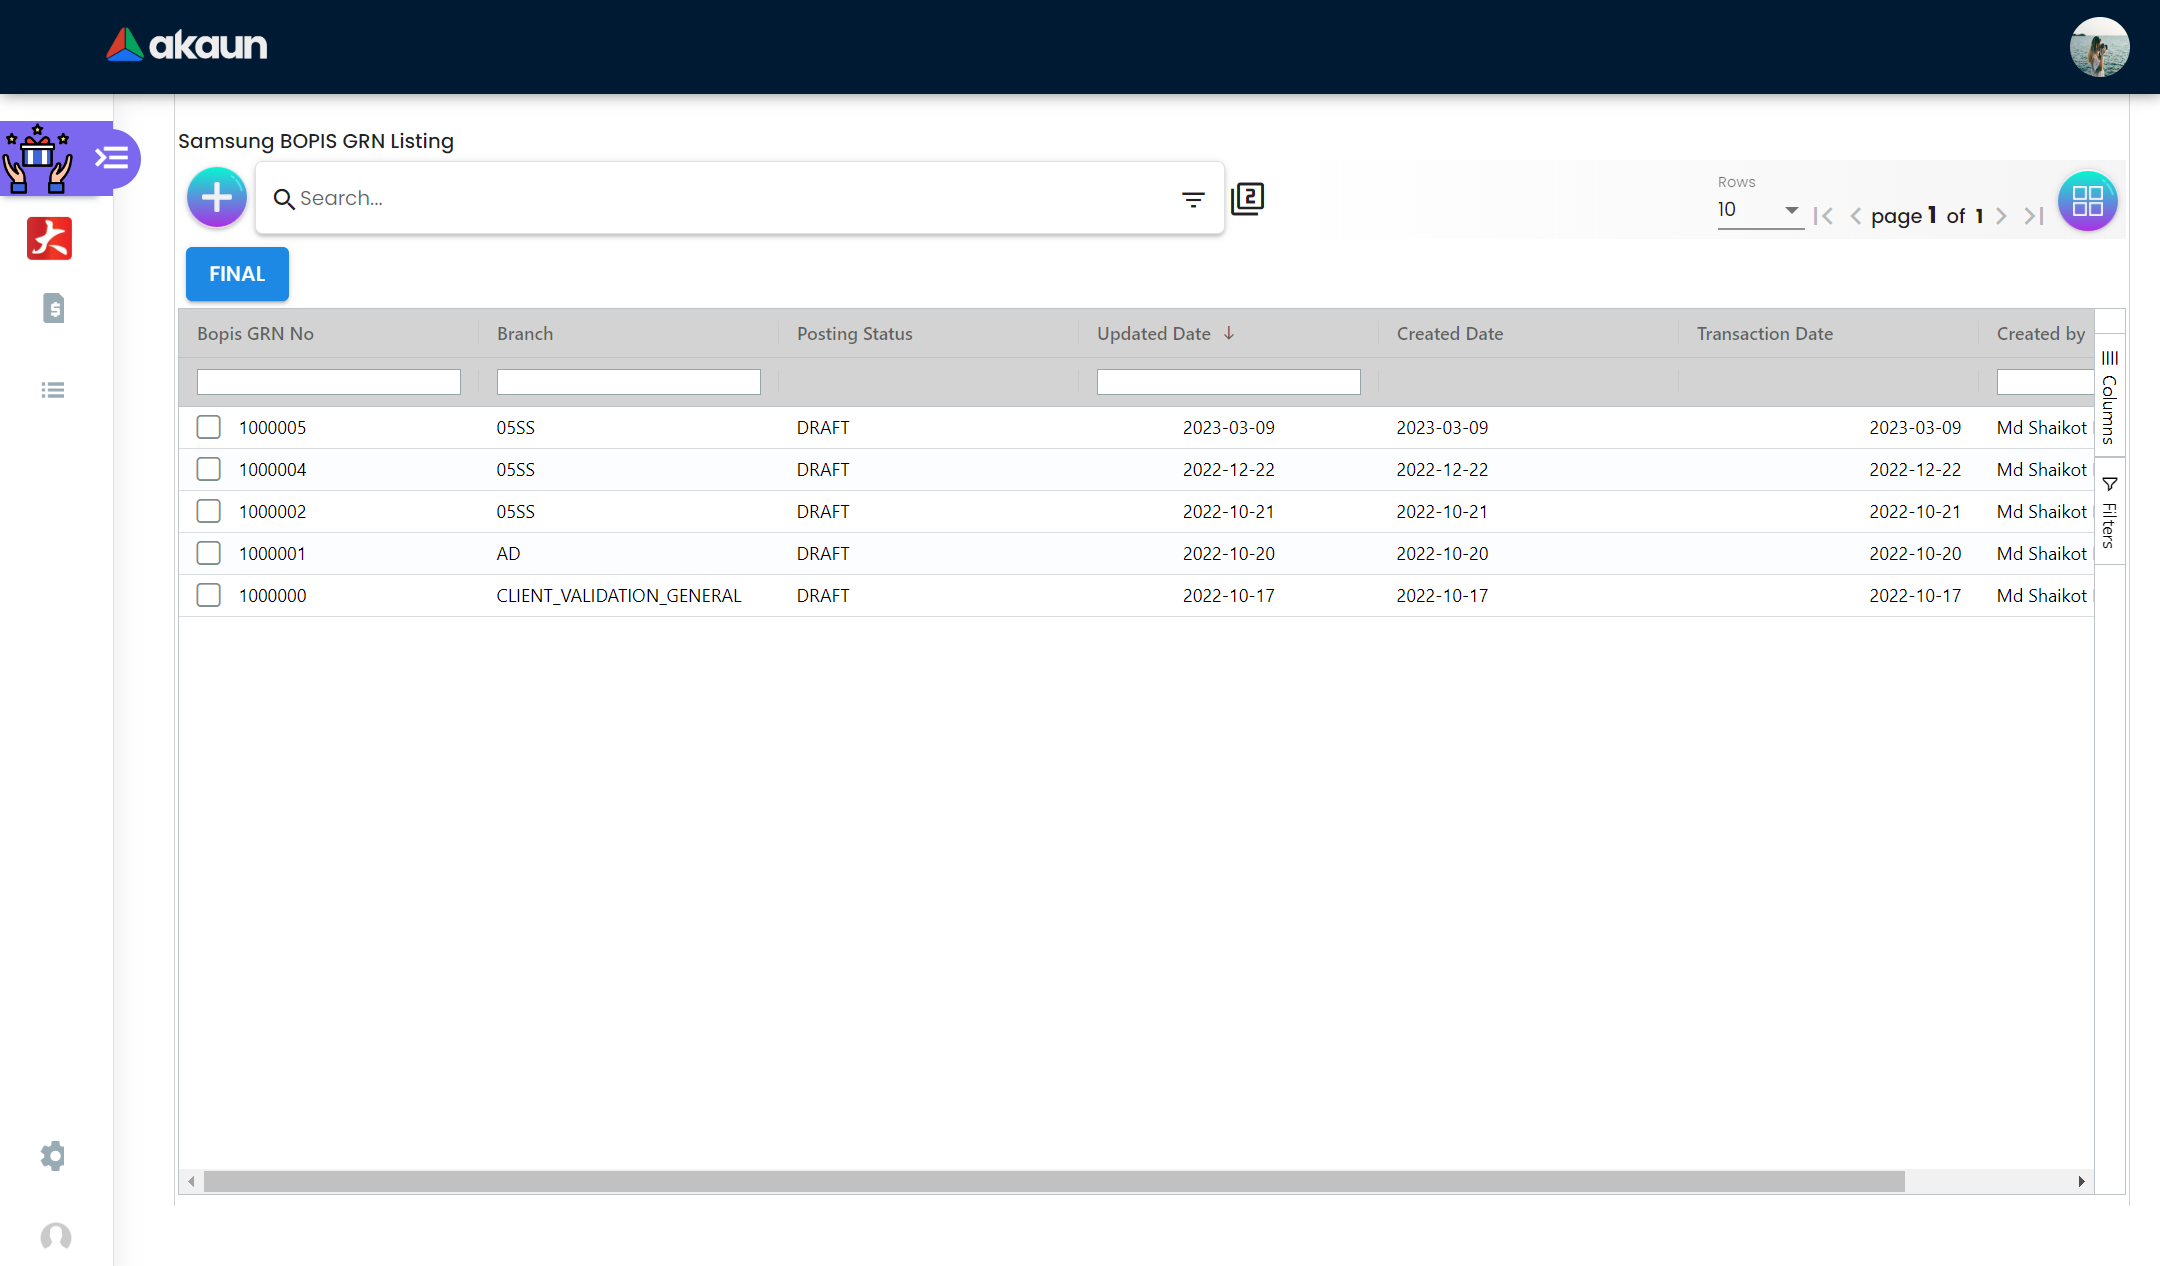 akaun
Samsung BOPIS GRN Listing
Search...
2
Rows
10
page 1 of 1
FINAL
Bopis GRN No Branch Posting Status Updated Date Created Date Transaction Date Created by
1000005 05SS DRAFT 2023-03-09 2023-03-09 2023-03-09 Md Shaikot
1000004 05SS DRAFT 2022-12-22 2022-12-22 2022-12-22 Md Shaikot
1000002 05SS DRAFT 2022-10-21 2022-10-21 2022-10-21 Md Shaikot
1000001 AD DRAFT 2022-10-20 2022-10-20 2022-10-20 Md Shaikot
1000000 CLIENT_VALIDATION_GENERAL DRAFT 2022-10-17 2022-10-17 2022-10-17 Md Shaikot
Columns
Filters